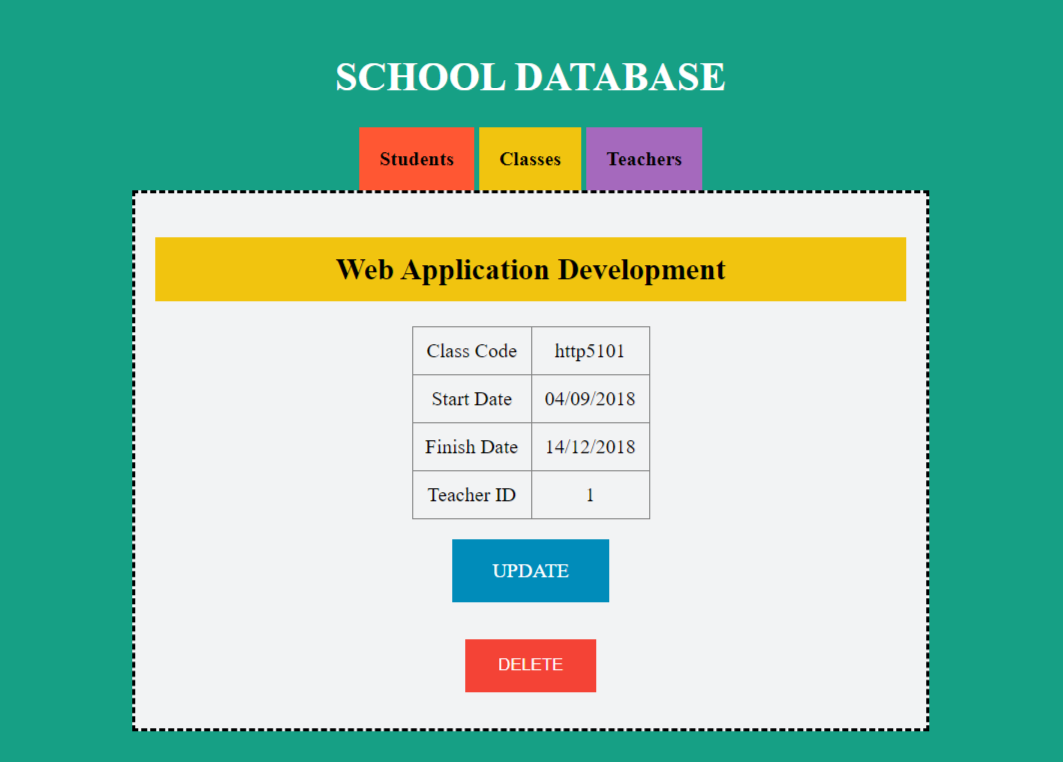 SCHOOL DATABASE
Students Classes Teachers
Web Application Development
Class Code http5101
Start Date 04/09/2018
Finish Date 14/12/2018
Teacher ID 1
UPDATE
DELETE